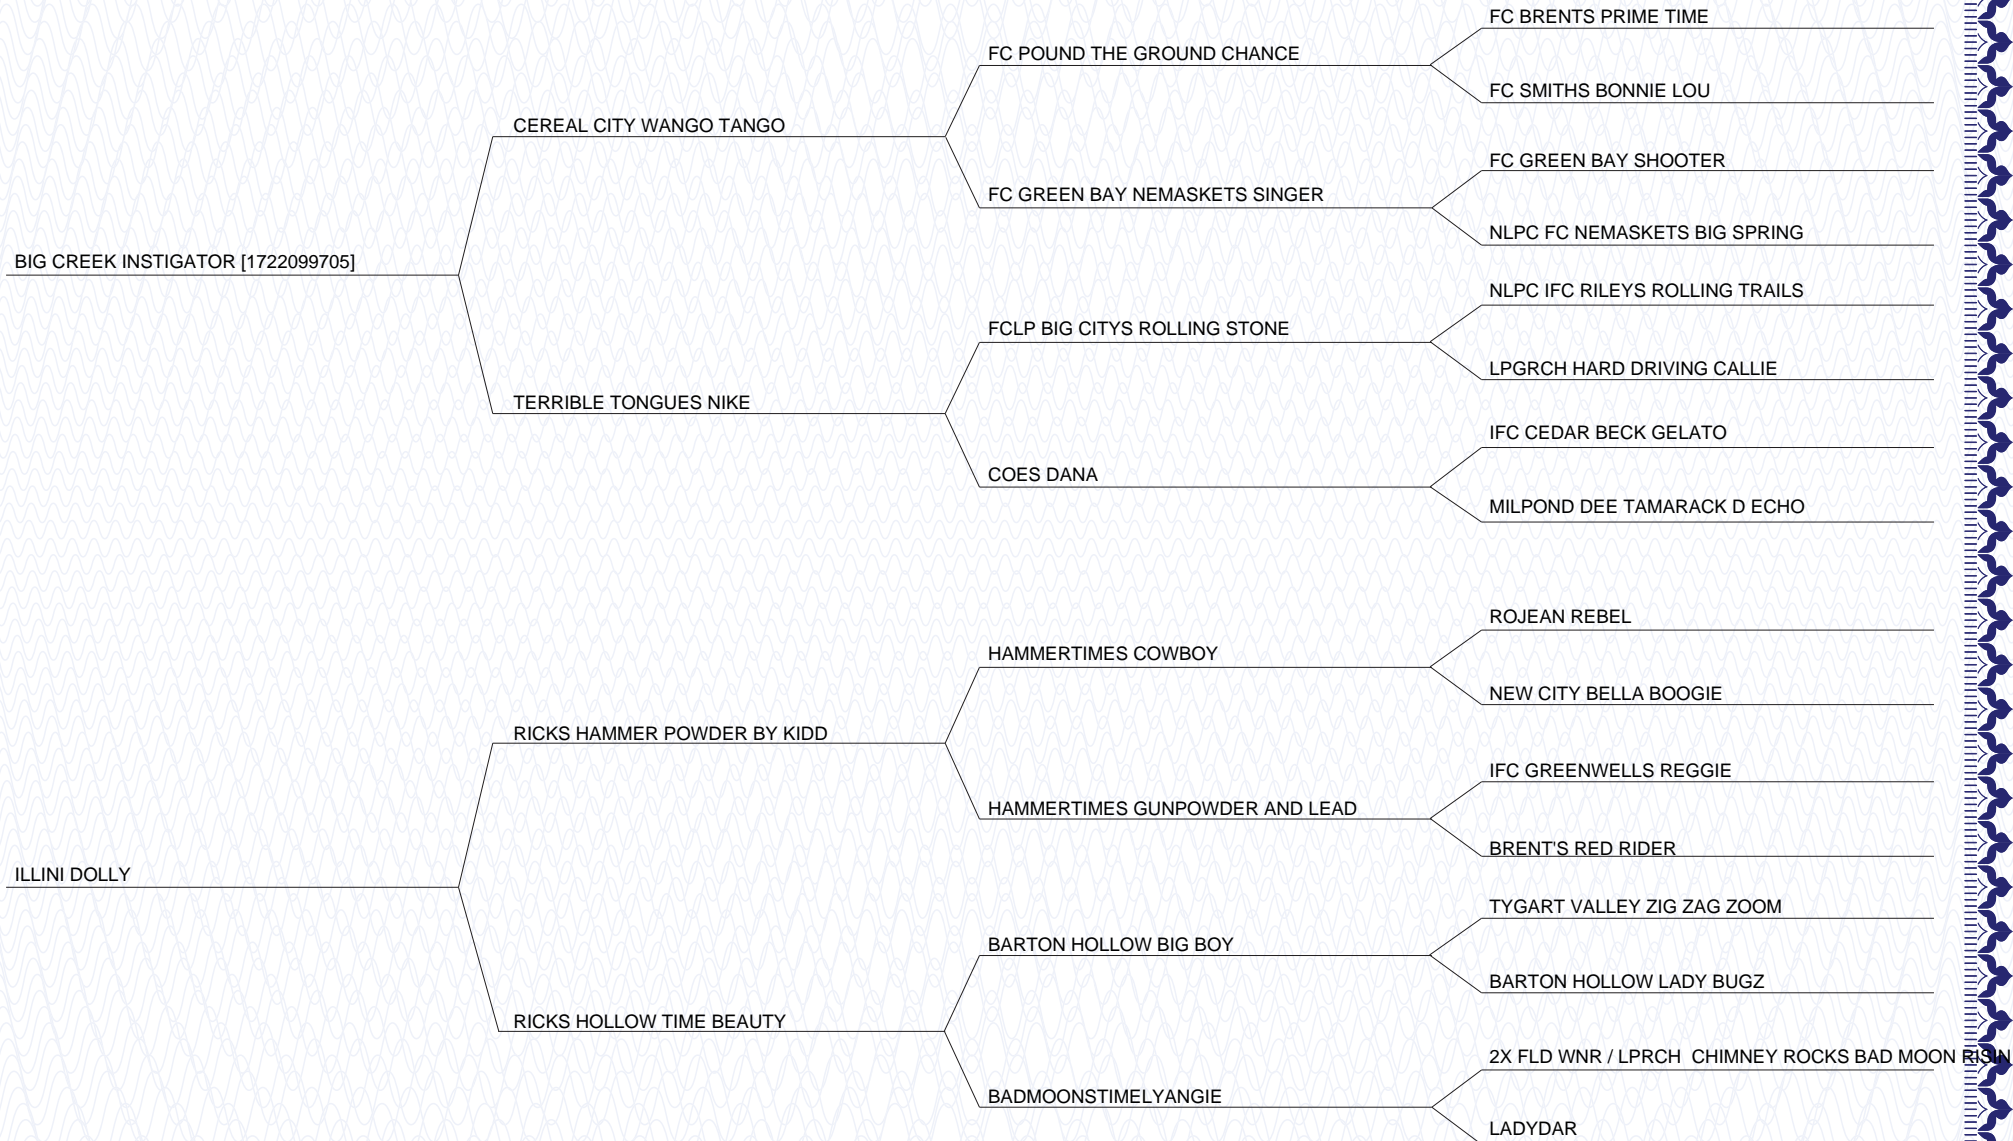 BIG CREEK INSTIGATOR [1722099705]
CEREAL CITY WANGO TANGO
FC POUND THE GROUND CHANCE
FC BRENTS PRIME TIME
FC SMITHS BONNIE LOU
FC GREEN BAY NEMASKETS SINGER
FC GREEN BAY SHOOTER
NLPC FC NEMASKETS BIG SPRING
TERRIBLE TONGUES NIKE
FCLP BIG CITYS ROLLING STONE
NLPC IFC RILEYS ROLLING TRAILS
LPGRCH HARD DRIVING CALLIE
COES DANA
IFC CEDAR BECK GELATO
MILPOND DEE TAMARACK D ECHO
ILLINI DOLLY
RICKS HAMMER POWDER BY KIDD
HAMMERTIMES COWBOY
ROJEAN REBEL
NEW CITY BELLA BOOGIE
HAMMERTIMES GUNPOWDER AND LEAD
IFC GREENWELLS REGGIE
BRENT'S RED RIDER
RICKS HOLLOW TIME BEAUTY
BARTON HOLLOW BIG BOY
TYGART VALLEY ZIG ZAG ZOOM
BARTON HOLLOW LADY BUGZ
BADMOONSTIMELYANGIE
2X FLD WNR / LPRCH  CHIMNEY ROCKS BAD MOON RISIN
LADYDAR